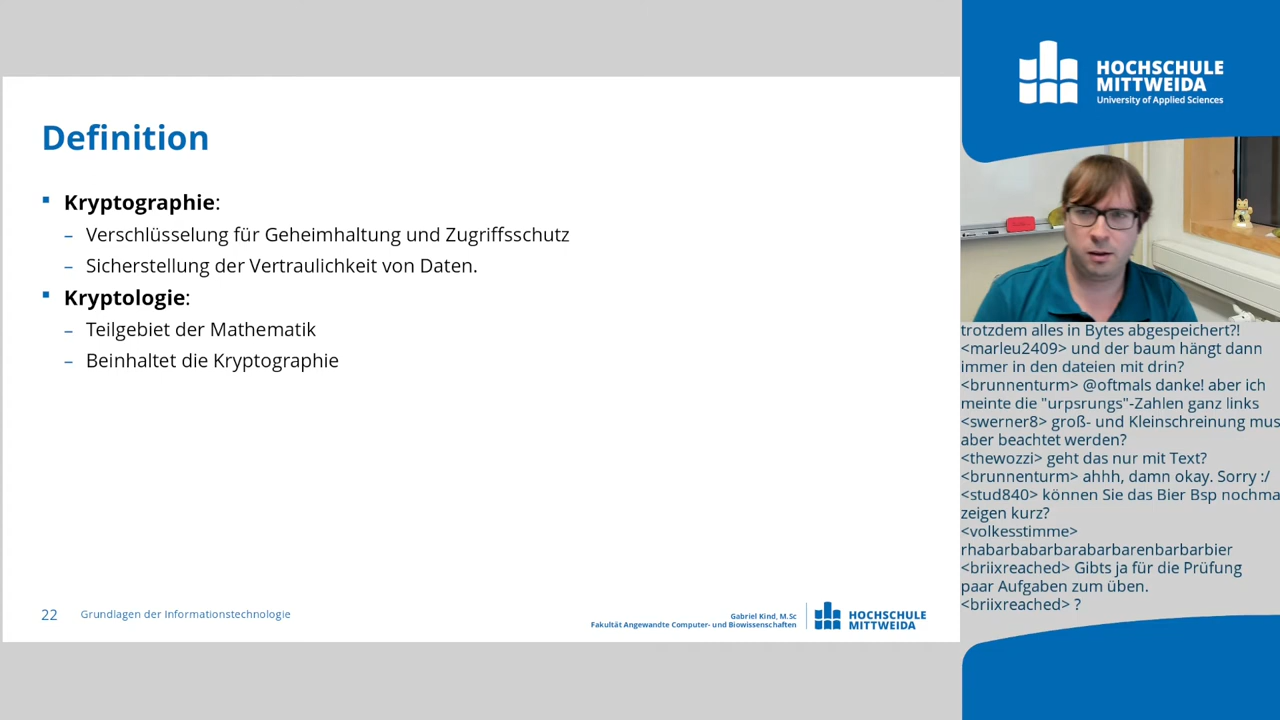 Definition
Kryptographie:
– Verschlüsselung für Geheimhaltung und Zugriffsschutz
– Sicherstellung der Vertraulichkeit von Daten.
Kryptologie:
– Teilgebiet der Mathematik
– Beinhaltet die Kryptographie
22 Grundlagen der Informationstechnologie
Gabriel Kind, M.Sc
Fakultät Angewandte Computer- und Biowissenschaften
HOCHSCHULE
MITTWEIDA
HOCHSCHULE
MITTWEIDA
University of Applied Sciences
trotzdem alles in Bytes abgespeichert?!
<marleu2409> und der baum hängt dann
immer in den dateien mit drin?
<brunnenturm> @oftmals danke! aber ich
meinte die "urpsrungs"-Zahlen ganz links
<swerner8> groß- und Kleinschreinung mus
aber beachtet werden?
<thewozzi> geht das nur mit Text?
<brunnenturm> ahhh, damn okay. Sorry :/
<stud840> können Sie das Bier Bsp nochma
zeigen kurz?
<volkesstimme>
rhabarbabarbarabarbarenbarbarbier
<briixreached> Gibts ja für die Prüfung
paar Aufgaben zum üben.
<briixreached> ?